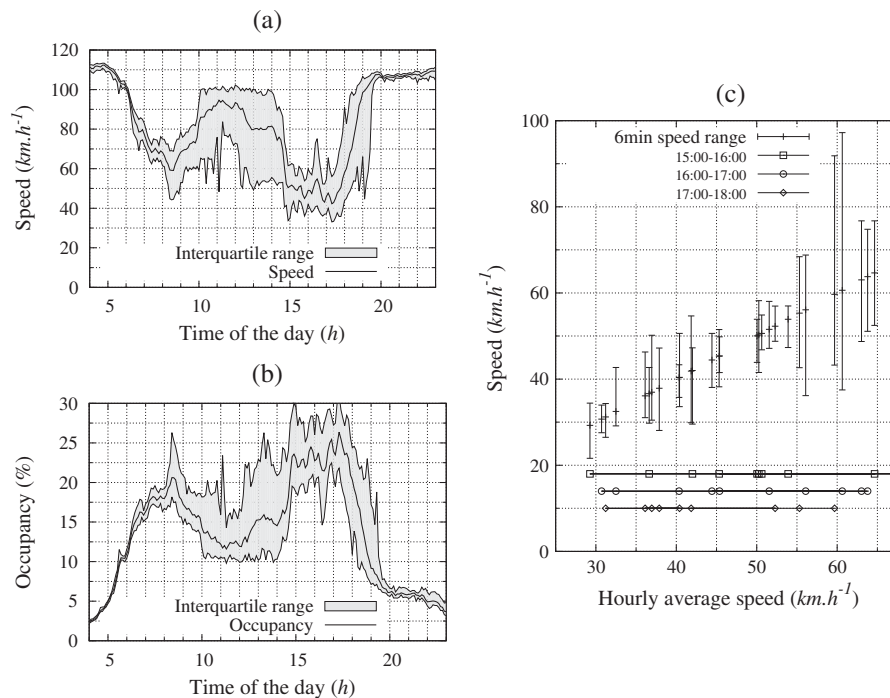 (a)
120
100
80
60
40
20
0
Speed (km.h⁻¹)
Interquartile range
Speed
5 10 15 20
Time of the day (h)
(b)
30
25
20
15
10
5
0
Occupancy (%)
Interquartile range
Occupancy
5 10 15 20
Time of the day (h)
(c)
100
80
60
40
20
0
Speed (km.h⁻¹)
6min speed range
15:00-16:00
16:00-17:00
17:00-18:00
30 40 50 60
Hourly average speed (km.h⁻¹)